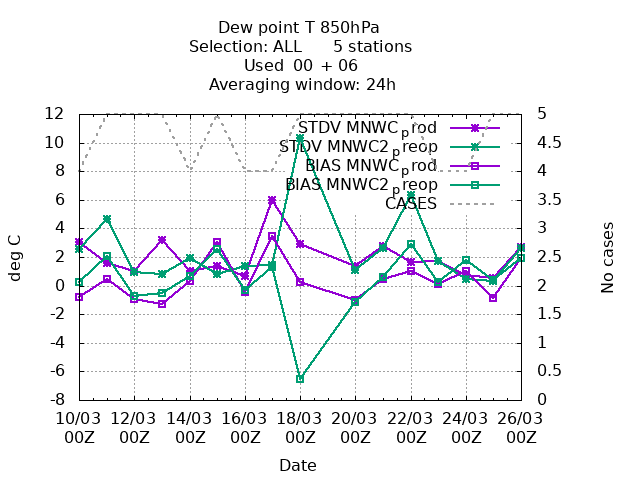 Dew point T 850hPa
Selection: ALL 5 stations
Used 00 + 06
Averaging window: 24h
12 5
STDV MNWC_prod
10 4.5
STDV MNWC2_preop
8 4
BIAS MNWC_prod
BIAS MNWC2_preop
6 3.5
CASES
4 3
2 2.5
0 2
-2 1.5
-4 1
-6 0.5
-8 0
deg C
No cases
10/03 12/03 14/03 16/03 18/03 20/03 22/03 24/03 26/03
00Z 00Z 00Z 00Z 00Z 00Z 00Z 00Z 00Z
Date